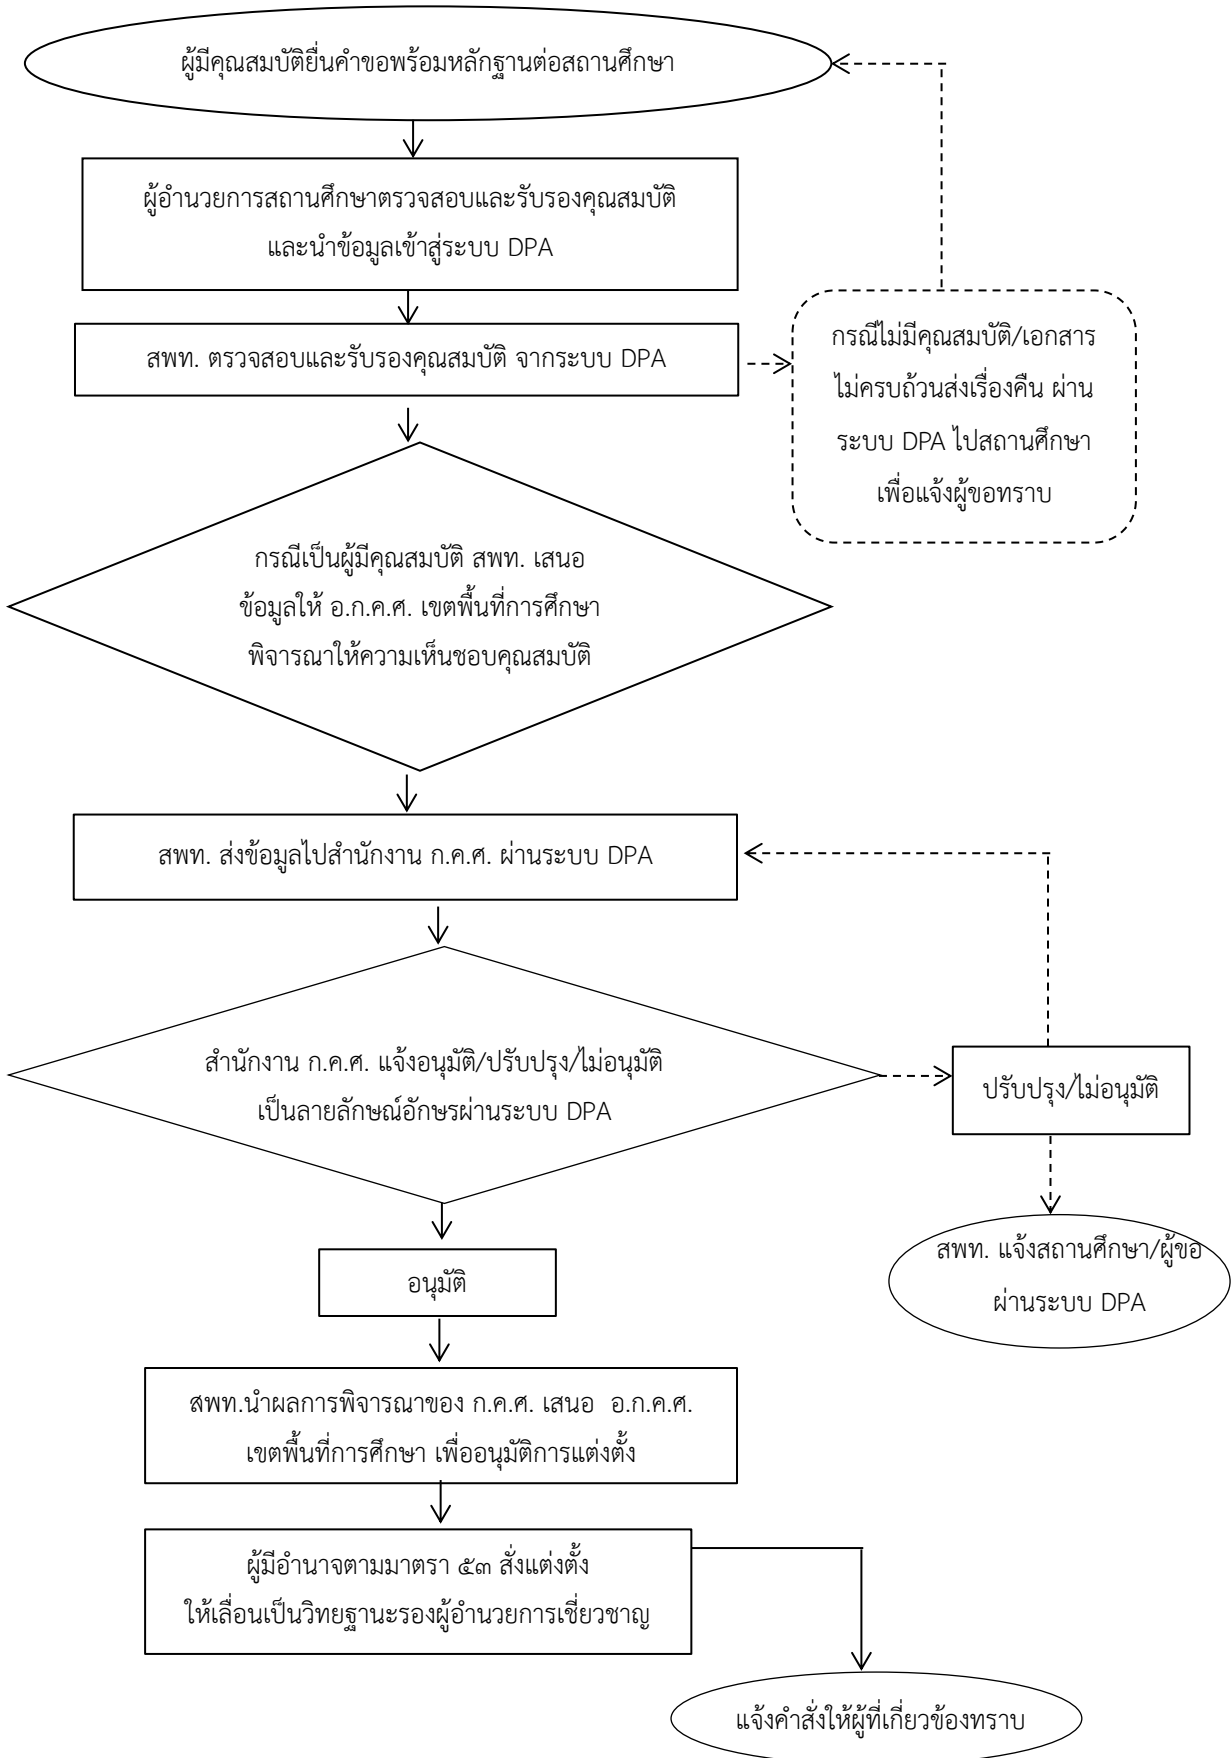 ผู้มีคุณสมบัติยื่นคำขอพร้อมหลักฐานต่อสถานศึกษา
ผู้อำนวยการสถานศึกษาตรวจสอบและรับรองคุณสมบัติ
และนำข้อมูลเข้าสู่ระบบ DPA
สพท. ตรวจสอบและรับรองคุณสมบัติ จากระบบ DPA
กรณีไม่มีคุณสมบัติ/เอกสาร
ไม่ครบถ้วนส่งเรื่องคืน ผ่าน
ระบบ DPA ไปสถานศึกษา
เพื่อแจ้งผู้ขอทราบ
กรณีเป็นผู้มีคุณสมบัติ สพท. เสนอ
ข้อมูลให้ อ.ก.ค.ศ. เขตพื้นที่การศึกษา
พิจารณาให้ความเห็นชอบคุณสมบัติ
สพท. ส่งข้อมูลไปสำนักงาน ก.ค.ศ. ผ่านระบบ DPA
สำนักงาน ก.ค.ศ. แจ้งอนุมัติ/ปรับปรุง/ไม่อนุมัติ
เป็นลายลักษณ์อักษรผ่านระบบ DPA
ปรับปรุง/ไม่อนุมัติ
สพท. แจ้งสถานศึกษา/ผู้ขอ
ผ่านระบบ DPA
อนุมัติ
สพท.นำผลการพิจารณาของ ก.ค.ศ. เสนอ อ.ก.ค.ศ.
เขตพื้นที่การศึกษา เพื่ออนุมัติการแต่งตั้ง
ผู้มีอำนาจตามมาตรา ๕๓ สั่งแต่งตั้ง
ให้เลื่อนเป็นวิทยฐานะรองผู้อำนวยการเชี่ยวชาญ
แจ้งคำสั่งให้ผู้ที่เกี่ยวข้องทราบ